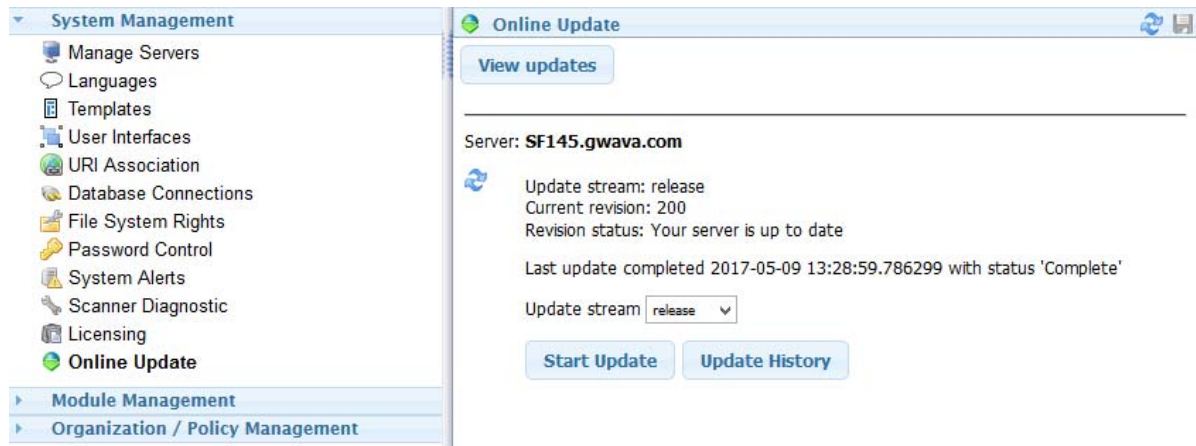 System Management
Manage Servers
Languages
Templates
User Interfaces
URI Association
Database Connections
File System Rights
Password Control
System Alerts
Scanner Diagnostic
Licensing
Online Update
Module Management
Organization / Policy Management
Online Update
View updates
Server: SF145.gwava.com
Update stream: release
Current revision: 200
Revision status: Your server is up to date
Last update completed 2017-05-09 13:28:59.786299 with status 'Complete'
Update stream release
Start Update Update History